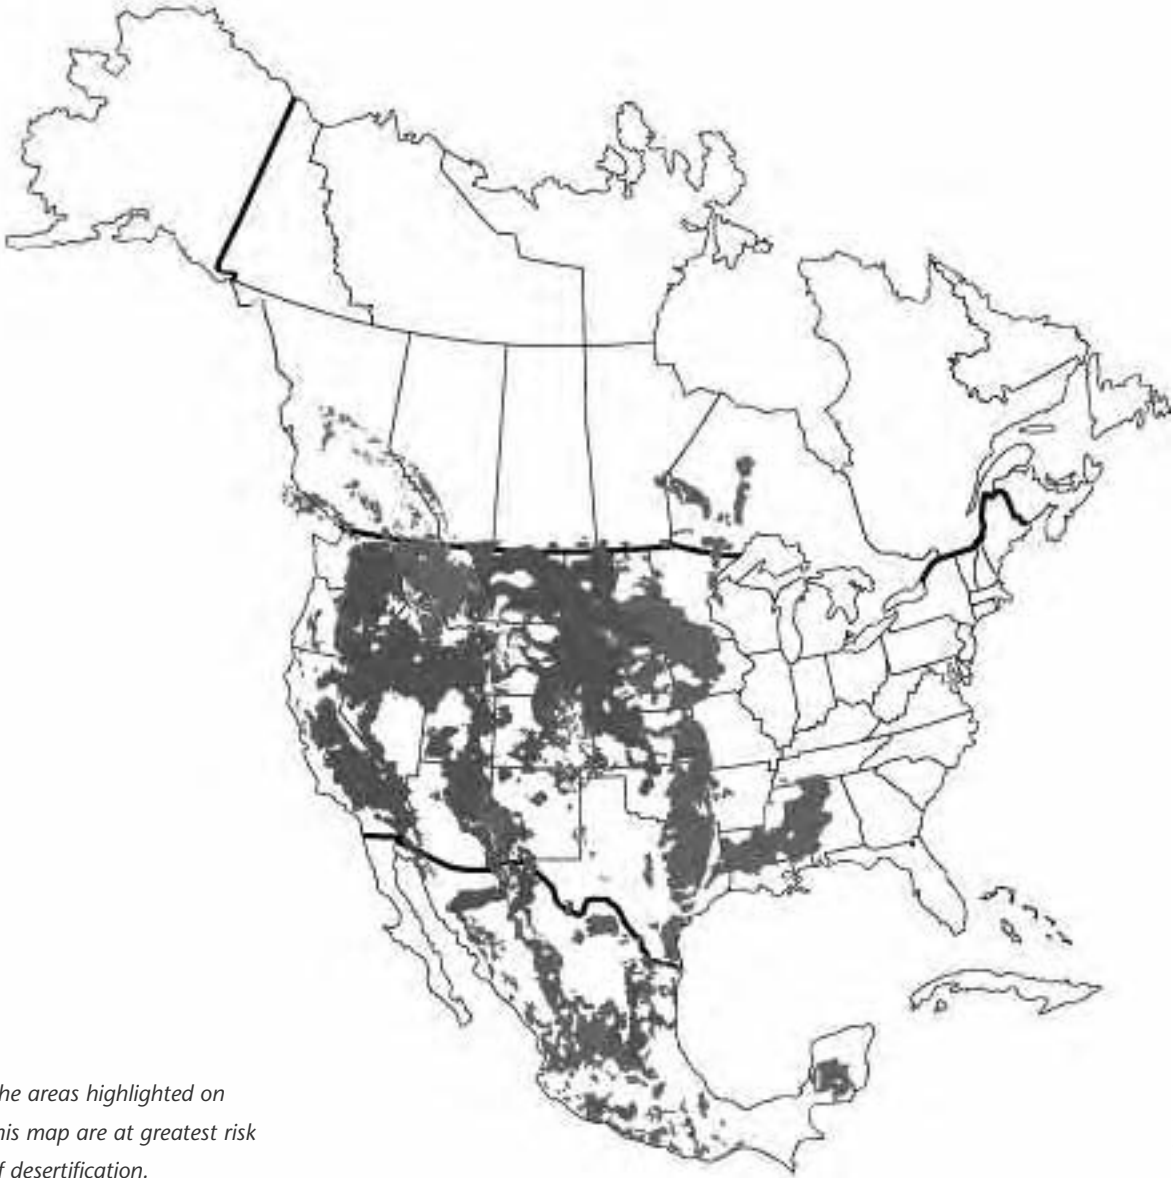 he areas highlighted on
his map are at greatest risk
f desertification.